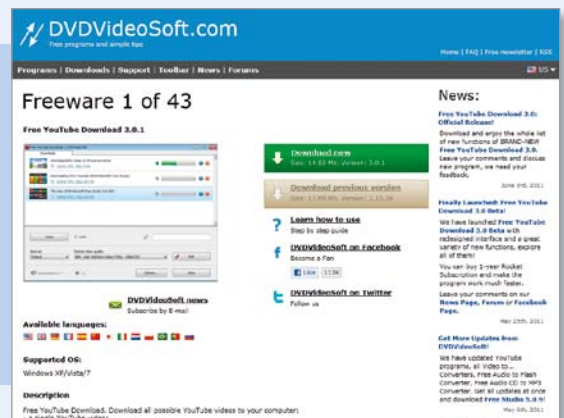 DVDVideoSoft.com
Free programs and simple tips
Home | FAQ | Free newsletter | RSS
Programs | Downloads | Support | Toolbar | News | Forums
US
Freeware 1 of 43
Free YouTube Download 3.0.1
Download now
Version: 3.0.1
Download previous version
Learn how to use
Step by step guide
DVDVideoSoft on Facebook
Become a Fan
Like
DVDVideoSoft on Twitter
Follow us
DVDVideoSoft news
Subscribe by E-mail
Available languages:
Supported OS:
Windows XP/Vista/7
Description
Free YouTube Download. Download all possible YouTube videos to your computer:
News:
Free YouTube Download 3.0:
Official Release!
Download and enjoy the whole list
of new functions of BRAND-NEW
Free YouTube Download 3.0.
Leave your comments and discuss
new program, we need your
feedback.
June 3rd, 2011
Finally Launched! Free YouTube
Download 3.0 Beta!
We have launched Free YouTube
Download 3.0 Beta with
redesigned interface and a great
variety of new functions, explore
all of them!
You can buy 1-year Rocket
Subscription and make the
program work much faster.
Leave your comments on our
News Page, Forum or Facebook
Page.
May 25th, 2011
Get More Updates from
DVDVideoSoft!
We have updated YouTube
programs, all Video to...
Converters, Free Audio to Flash
Converter, Free Audio CD to MP3
Converter. Get all updates at once
and download Free Studio 5.0.9!
May 6th, 2011